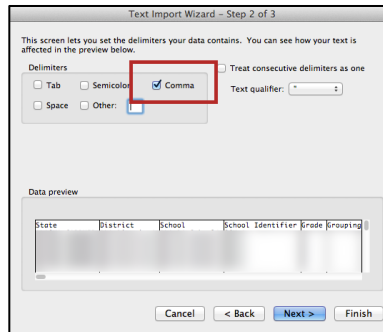 Text Import Wizard – Step 2 of 3
This screen lets you set the delimiters your data contains. You can see how your text is
affected in the preview below.
Delimiters
Tab Semicolon Comma
Space Other:
Treat consecutive delimiters as one
Text qualifier: "
Data preview
State District School School Identifier Grade Grouping
Cancel < Back Next > Finish